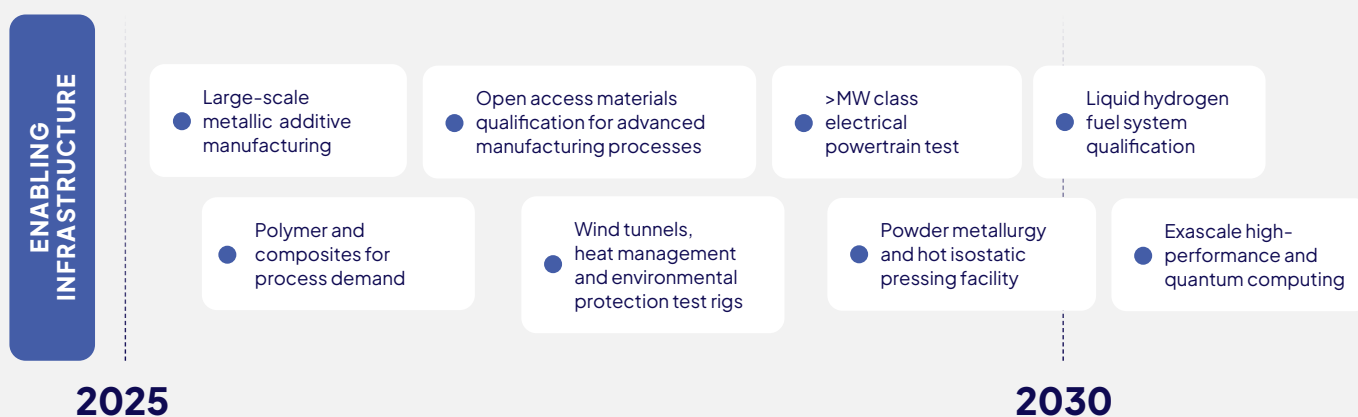 ENABLING
INFRASTRUCTURE
Large-scale
metallic additive
manufacturing
Open access materials
qualification for advanced
manufacturing processes
>MW class
electrical
powertrain test
Liquid hydrogen
fuel system
qualification
Polymer and
composites for
process demand
Wind tunnels,
heat management
and environmental
protection test rigs
Powder metallurgy
and hot isostatic
pressing facility
Exascale high-
performance and
quantum computing
2025
2030